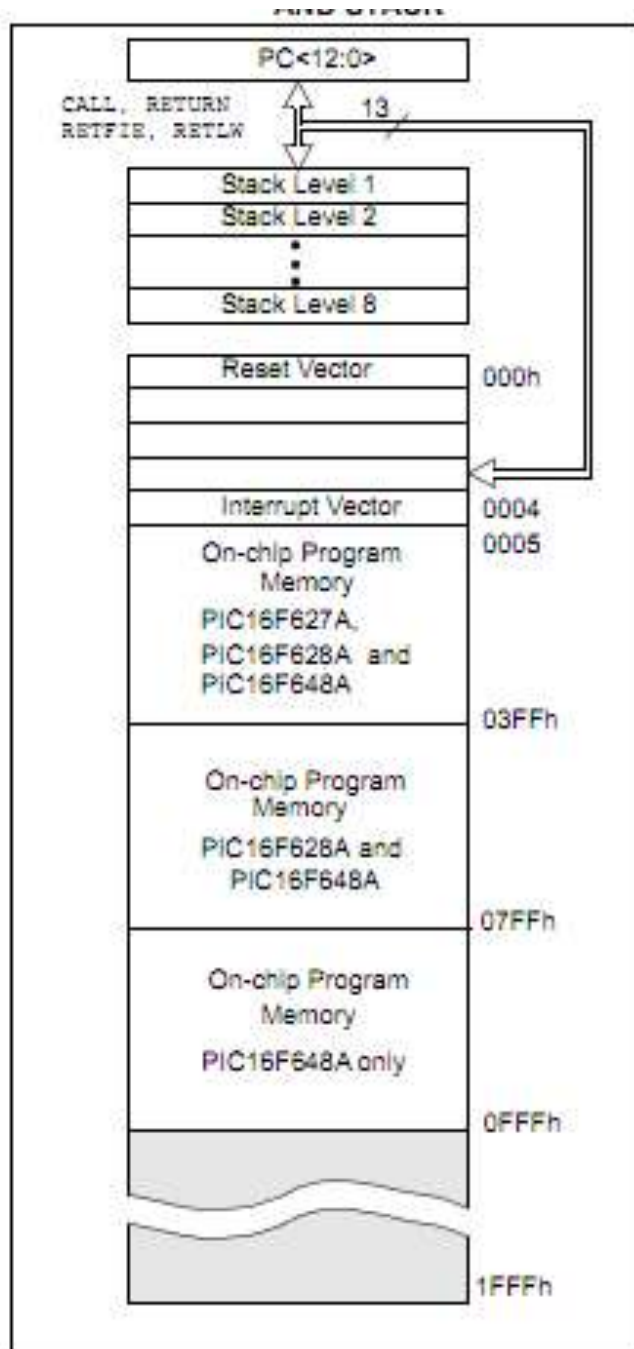 AND STACK
PC<12:0>
CALL, RETURN
RETFIE, RETLW
13
Stack Level 1
Stack Level 2
Stack Level 8
Reset Vector
000h
Interrupt Vector
0004
0005
On-chip Program
Memory
PIC16F627A,
PIC16F628A and
PIC16F648A
03FFh
On-chip Program
Memory
PIC16F628A and
PIC16F648A
07FFh
On-chip Program
Memory
PIC16F648A only
0FFFh
1FFFh